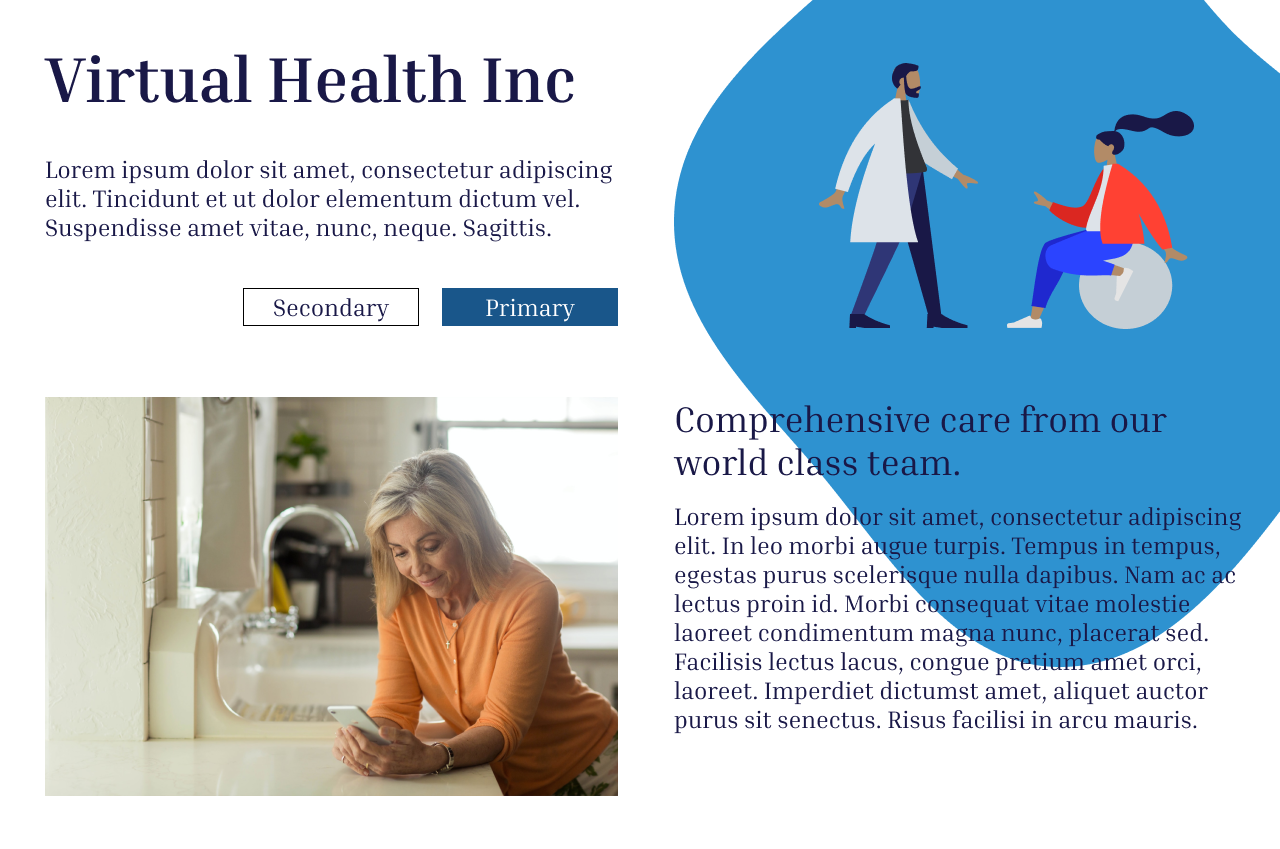 Virtual Health Inc
Lorem ipsum dolor sit amet, consectetur adipiscing
elit. Tincidunt et ut dolor elementum dictum vel.
Suspendisse amet vitae, nunc, neque. Sagittis.
Secondary
Primary
Comprehensive care from our
world class team.
Lorem ipsum dolor sit amet, consectetur adipiscing
elit. In leo morbi augue turpis. Tempus in tempus,
egestas purus scelerisque nulla dapibus. Nam ac ac
lectus proin id. Morbi consequat vitae molestie
laoreet condimentum magna nunc, placerat sed.
Facilisis lectus lacus, congue pretium amet orci,
laoreet. Imperdiet dictumst amet, aliquet auctor
purus sit senectus. Risus facilisi in arcu mauris.